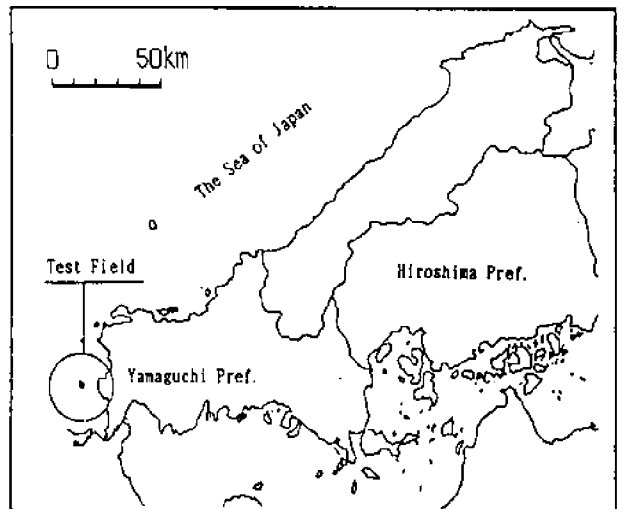 0 50km
The Sea of Japan
Test Field
Hiroshima Pref.
Yamaguchi Pref.